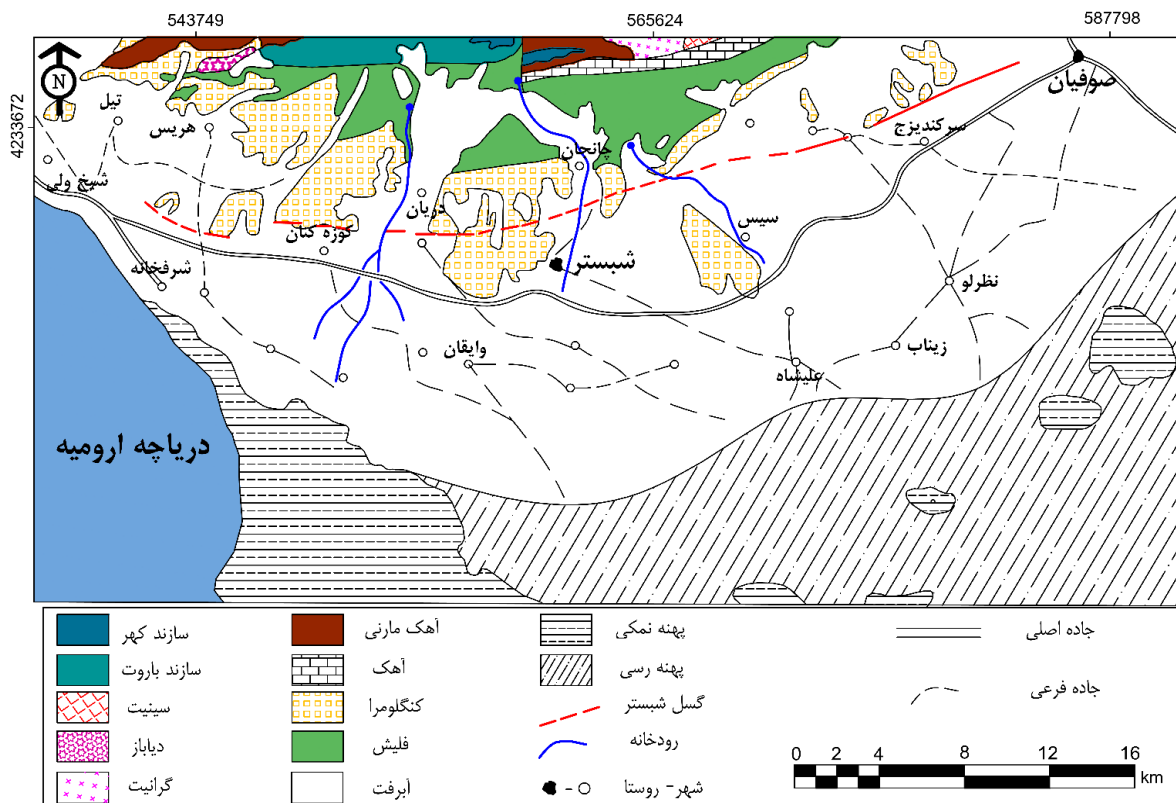 543749
565624
587798
4233672
N
صوفیان
تیل
هریس
سرکندیزج
چانجان
شیخ ولی
دریان
کوزه کنان
سیس
شبستر
شرفخانه
نظرلو
وایقان
زیناب
علیشاه
دریاچه ارومیه
سازند کهر
آهک مارنی
پهنه نمکی
جاده اصلی
سازند باروت
آهک
پهنه رسی
سینیت
کنگلومرا
گسل شبستر
جاده فرعی
دیاباز
فلیش
رودخانه
گرانیت
آبرفت
شهر- روستا
0 2 4 8 12 16
km